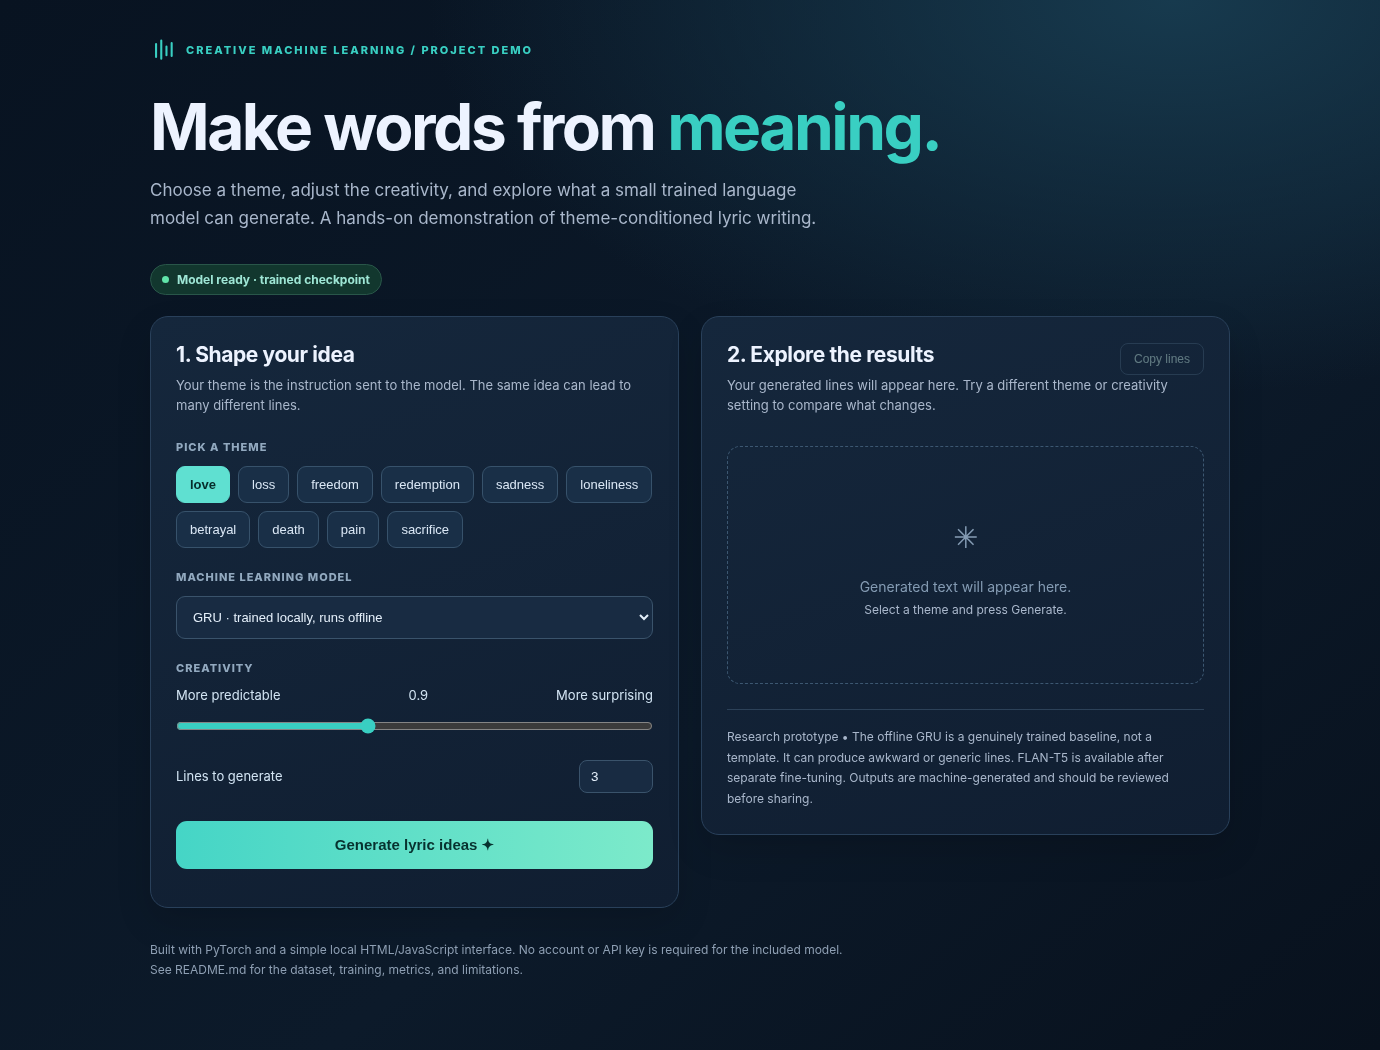 CREATIVE MACHINE LEARNING / PROJECT DEMO
Make words from meaning.
Choose a theme, adjust the creativity, and explore what a small trained language
model can generate. A hands-on demonstration of theme-conditioned lyric writing.
Model ready · trained checkpoint
1. Shape your idea
Your theme is the instruction sent to the model. The same idea can lead to
many different lines.
PICK A THEME
love loss freedom redemption sadness loneliness
betrayal death pain sacrifice
MACHINE LEARNING MODEL
GRU · trained locally, runs offline
CREATIVITY
More predictable 0.9 More surprising
Lines to generate 3
Generate lyric ideas ✦
2. Explore the results
Copy lines
Your generated lines will appear here. Try a different theme or creativity
setting to compare what changes.
Generated text will appear here.
Select a theme and press Generate.
Research prototype • The offline GRU is a genuinely trained baseline, not a
template. It can produce awkward or generic lines. FLAN-T5 is available after
separate fine-tuning. Outputs are machine-generated and should be reviewed
before sharing.
Built with PyTorch and a simple local HTML/JavaScript interface. No account or API key is required for the included model.
See README.md for the dataset, training, metrics, and limitations.